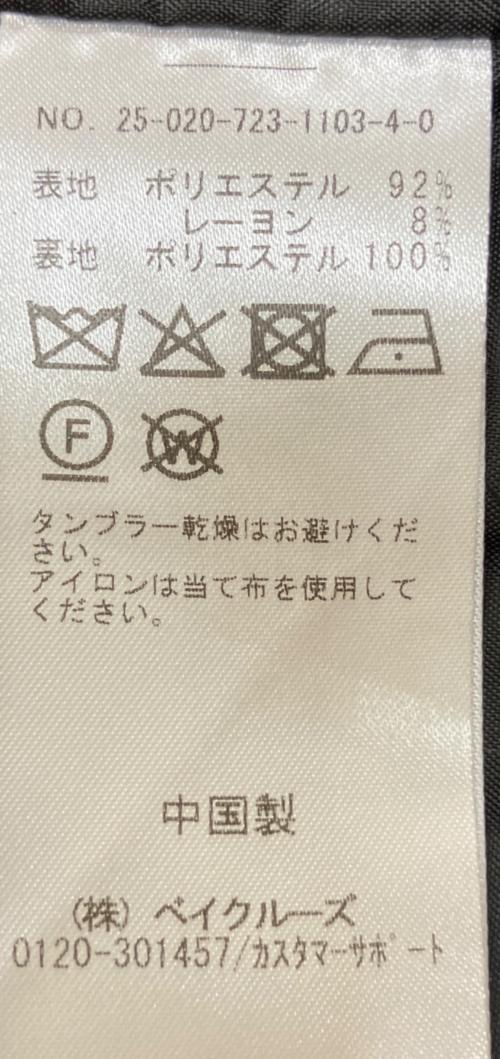 NO. 25-020-723-1103-4-0
表地 ポリエステル 92%
レーヨン 8%
裏地 ポリエステル 100%
F W
タンブラー乾燥はお避けくだ
さい。
アイロンは当て布を使用して
ください。
中国製
(株) ベイクルーズ
0120-301457/カスタマーサポート